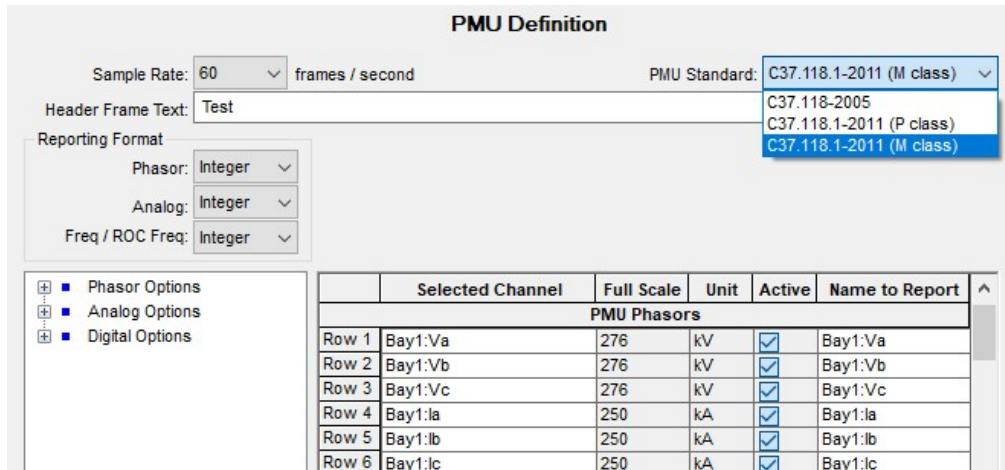 PMU Definition
Sample Rate: 60 frames / second PMU Standard: C37.118.1-2011 (M class)
C37.118-2005
C37.118.1-2011 (P class)
C37.118.1-2011 (M class)
Header Frame Text: Test
Reporting Format
Phasor: Integer
Analog: Integer
Freq / ROC Freq: Integer
Phasor Options
Analog Options
Digital Options
Selected Channel Full Scale Unit Active Name to Report
PMU Phasors
Row 1 Bay1:Va 276 kV Bay1:Va
Row 2 Bay1:Vb 276 kV Bay1:Vb
Row 3 Bay1:Vc 276 kV Bay1:Vc
Row 4 Bay1:Ia 250 kA Bay1:Ia
Row 5 Bay1:Ib 250 kA Bay1:Ib
Row 6 Bay1:Ic 250 kA Bay1:Ic